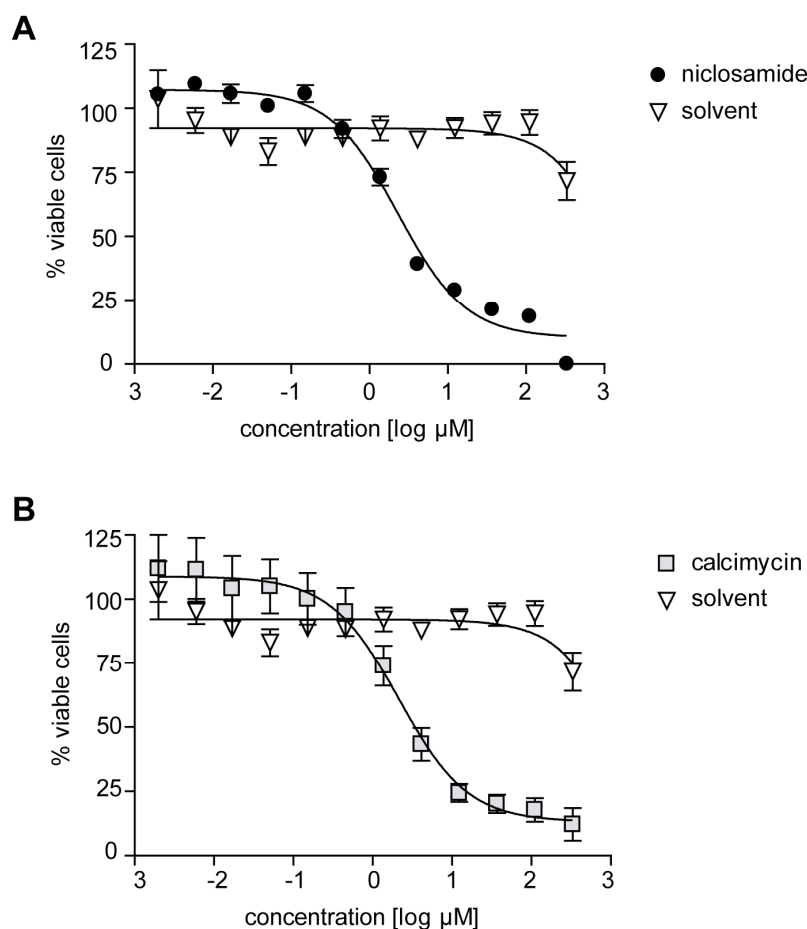 A
125
100
75
50
25
0
% viable cells
3 -2 -1 0 1 2 3
concentration [log µM]
niclosamide
solvent
B
125
100
75
50
25
0
% viable cells
3 -2 -1 0 1 2 3
concentration [log µM]
calcimycin
solvent